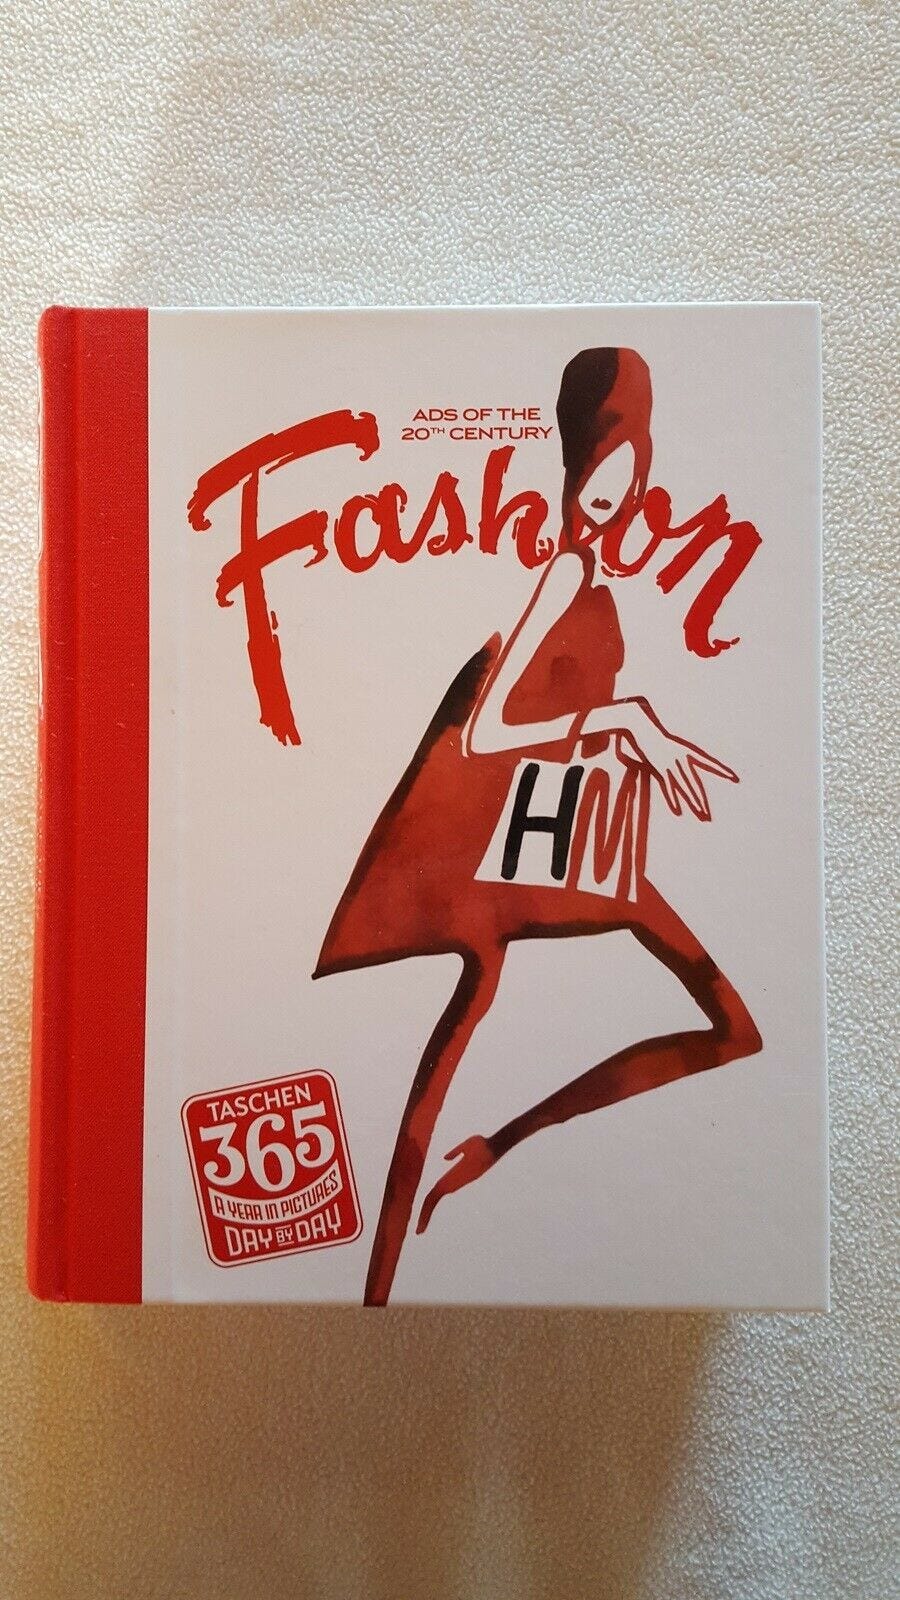 ADS OF THE
20TH CENTURY
Fashion
HM
TASCHEN
365
A YEAR IN PICTURES
DAY BY DAY